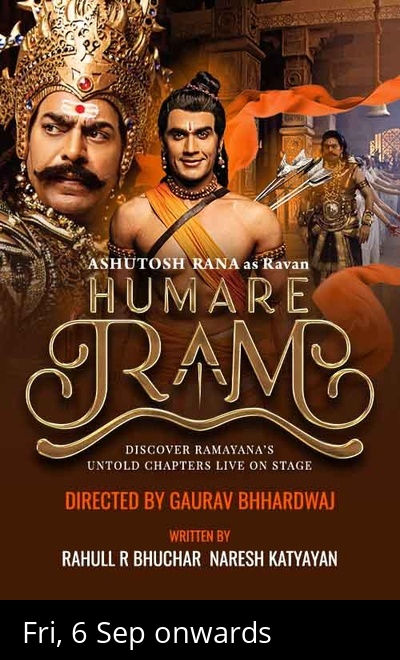 ASHUTOSH RANA as Ravan
HUMARE
RAM
DISCOVER RAMAYANA'S
UNTOLD CHAPTERS LIVE ON STAGE
DIRECTED BY GAURAV BHHARDWAJ
WRITTEN BY
RAHULL R BHUCHAR NARESH KATYAYAN
Fri, 6 Sep onwards